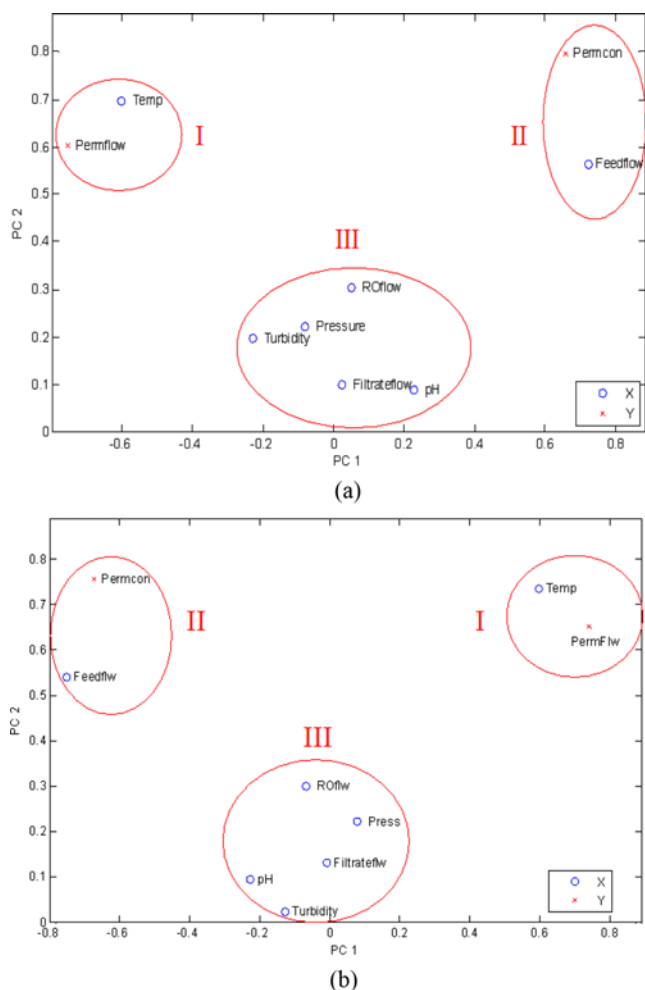 0.8
Permcon
0.7
Temp
II
I
0.6
Permflow
Feedflow
0.5
PC 2
0.4
III
0.3
ROflow
Pressure
0.2
Turbidity
0.1
Filtrateflow
pH
X
Y
0
-0.6 -0.4 -0.2 0 0.2 0.4 0.6 0.8
PC 1
(a)
0.8
Permcon
Temp
0.7
II
I
PermFlw
0.6
Feedflw
0.5
PC 2
0.4
III
0.3
ROflw
Press
0.2
Filtrateflw
0.1
pH
Turbidity
X
Y
0
-0.8 -0.6 -0.4 -0.2 0 0.2 0.4 0.6 0.8
PC 1
(b)